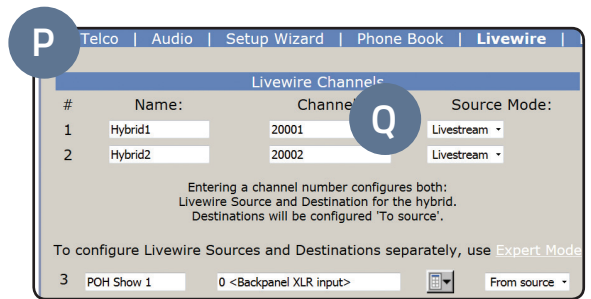 P
Telco | Audio | Setup Wizard | Phone Book | Livewire |
Livewire Channels
# Name: Source Mode:
Q
1 Hybrid1 20001 Livestream
2 Hybrid2 20002 Livestream
Entering a channel number configures both:
Livewire Source and Destination for the hybrid.
Destinations will be configured 'To source'.
To configure Livewire Sources and Destinations separately, use Expert Mode
3 POH Show 1 0 <Backpanel XLR input> From source